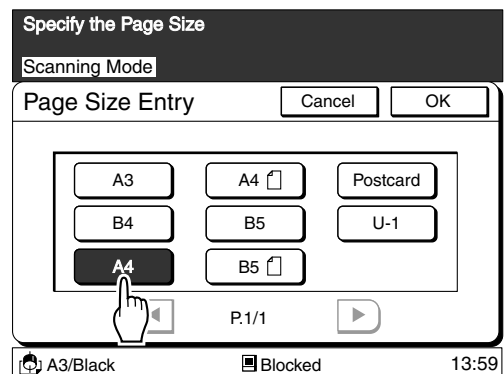 Specify the Page Size
Scanning Mode
Page Size Entry Cancel OK
A3 A4 Postcard
B4 B5 U-1
A4 B5
P.1/1
A3/Black Blocked 13:59